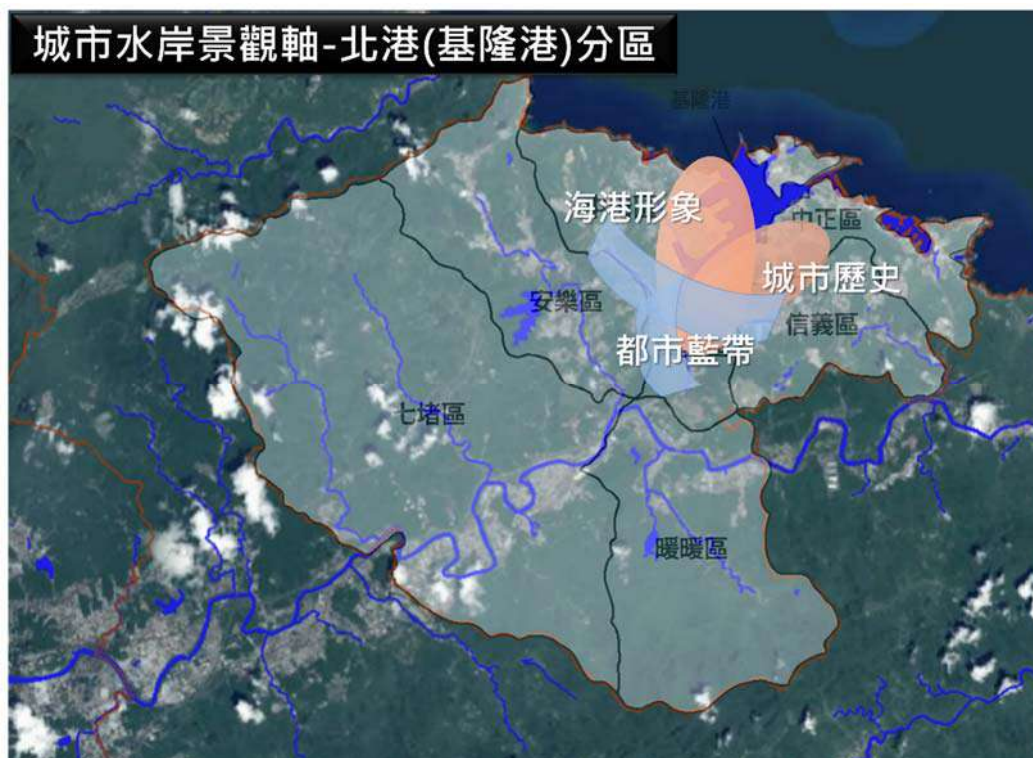 城市水岸景觀軸-北港(基隆港)分區
基隆港
海港形象
中正區
城市歷史
安樂區
信義區
都市藍帶
七堵區
暖暖區